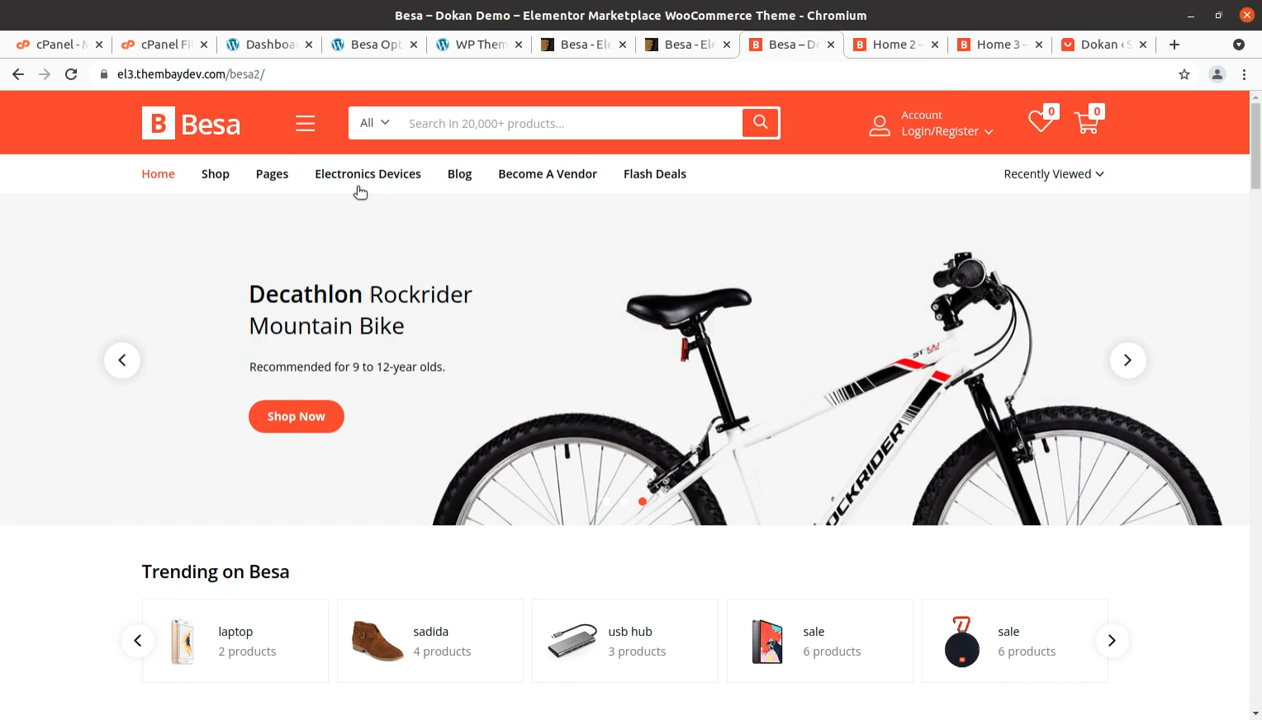 Besa – Dokan Demo – Elementor Marketplace WooCommerce Theme - Chromium
cPanel - M
cPanel Fi
Dashboa
Besa Opt
WP Them
Besa - Ele
Besa - Ele
Besa – Do
Home 2 –
Home 3 –
Dokan ‹ S
el3.thembaydev.com/besa2/
B Besa
All
Search in 20,000+ products...
Account
Login/Register
0
0
Home
Shop
Pages
Electronics Devices
Blog
Become A Vendor
Flash Deals
Recently Viewed
Decathlon Rockrider
Mountain Bike
Recommended for 9 to 12-year olds.
Shop Now
OCKRIDER
Trending on Besa
laptop
2 products
sadida
4 products
usb hub
3 products
sale
6 products
sale
6 products